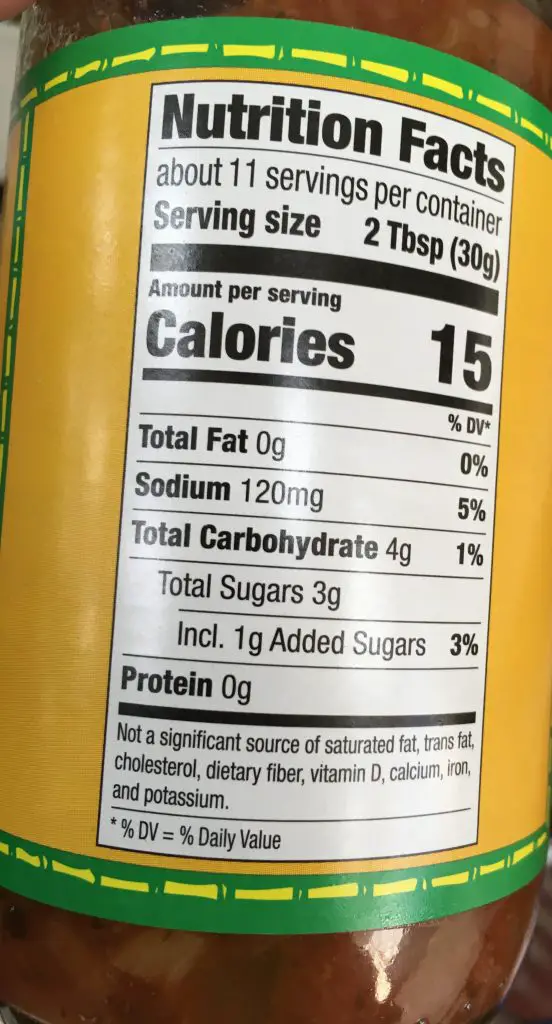 Nutrition Facts
about 11 servings per container
Serving size 2 Tbsp (30g)
Amount per serving
Calories 15
% DV*
Total Fat 0g 0%
Sodium 120mg 5%
Total Carbohydrate 4g 1%
Total Sugars 3g
Incl. 1g Added Sugars 3%
Protein 0g
Not a significant source of saturated fat, trans fat,
cholesterol, dietary fiber, vitamin D, calcium, iron,
and potassium.
* % DV = % Daily Value